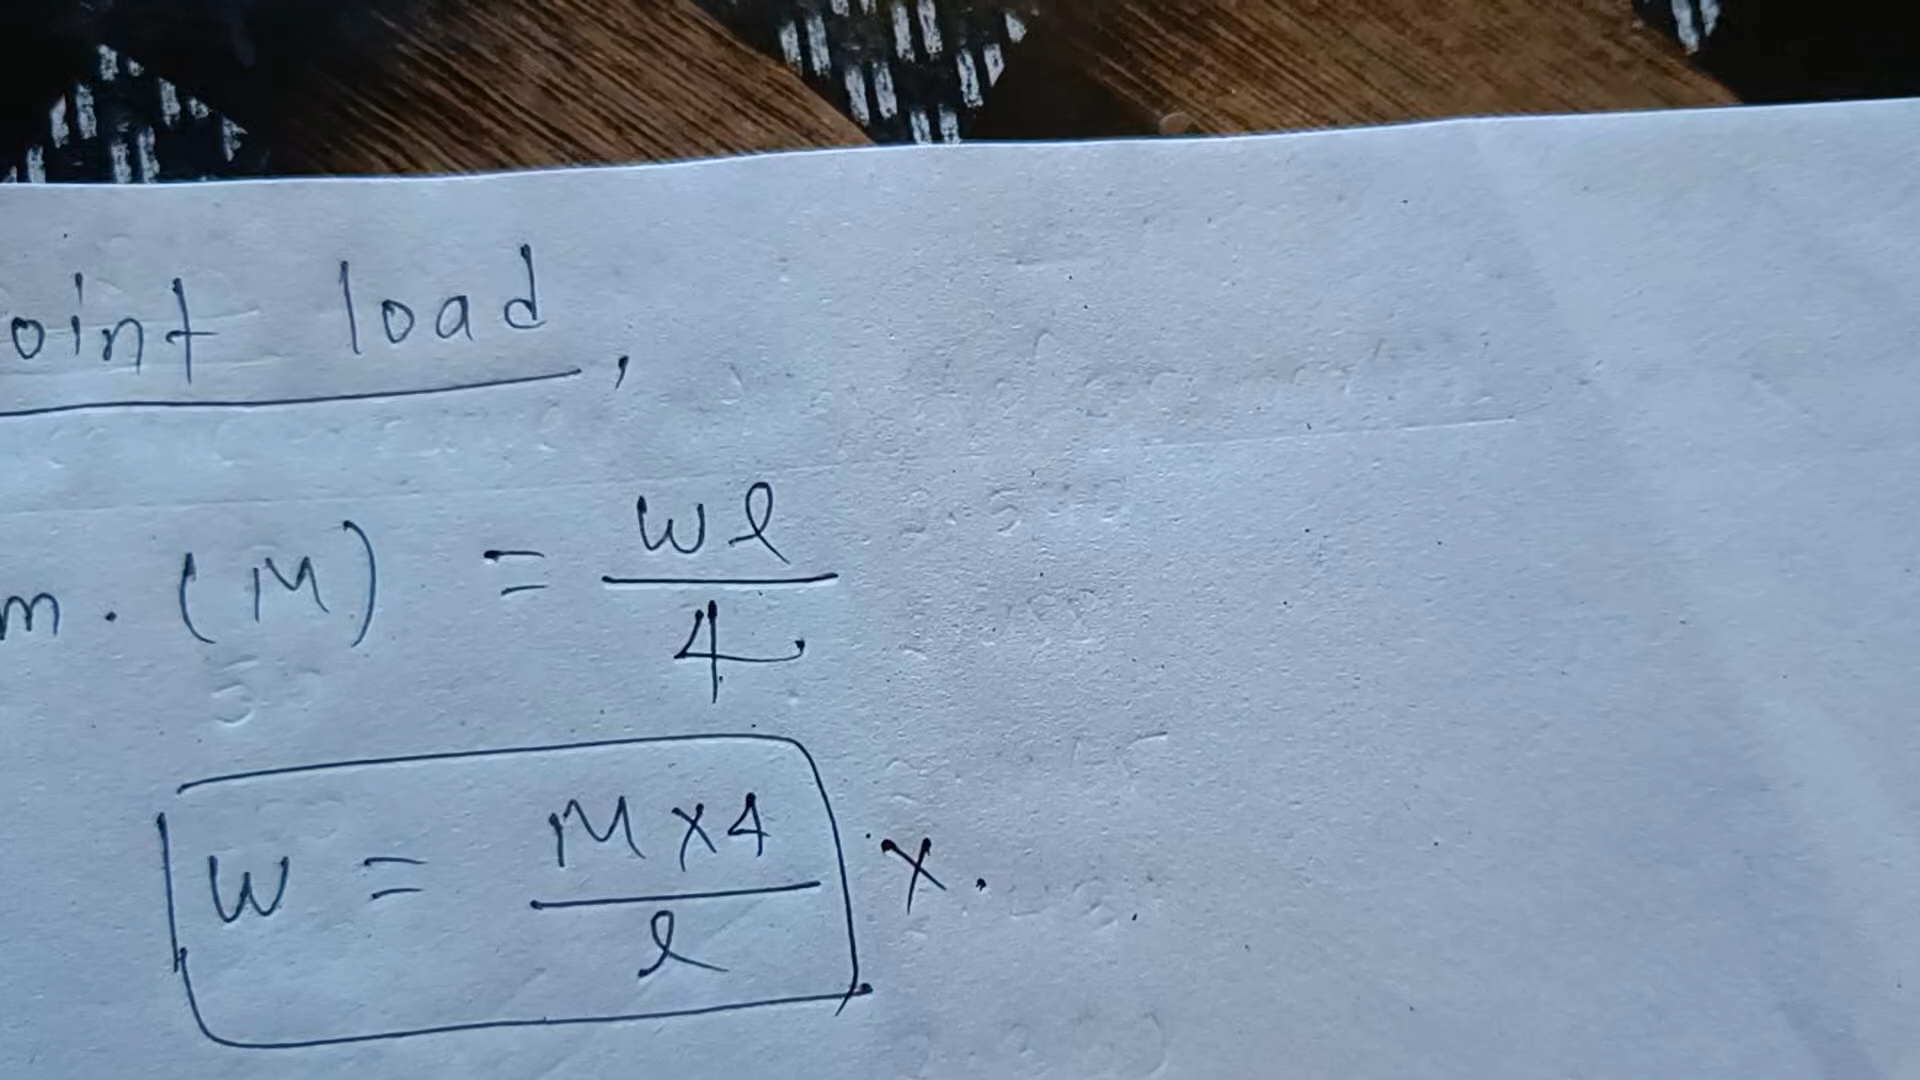 oint load,
m. (M) = wl
4
w = M x 4 x.
l